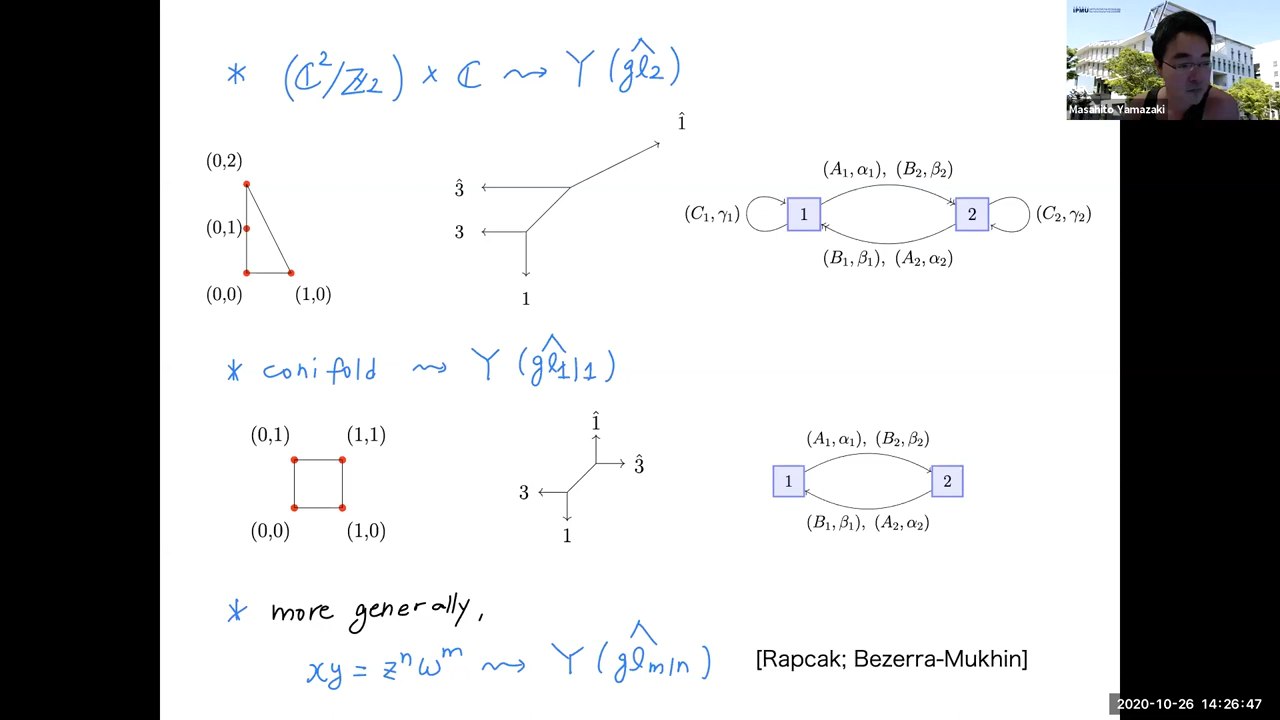 * (ℂ²/ℤ₂) × ℂ ⇝ Y(gl̂₂)
(0,2)
(0,1)
(0,0) (1,0)
1̂
3̂
3
1
(A₁,α₁), (B₂,β₂)
(C₁,γ₁) 1 2 (C₂,γ₂)
(B₁,β₁), (A₂,α₂)
* conifold ⇝ Y(gl̂₁|₁)
(0,1) (1,1)
(0,0) (1,0)
1̂
3̂
3
1
(A₁,α₁), (B₂,β₂)
1 2
(B₁,β₁), (A₂,α₂)
* more generally,
xy = zⁿwᵐ ⇝ Y(gl̂ₘ|ₙ) [Rapcak; Bezerra-Mukhin]
IPMU
Masahito Yamazaki
2020-10-26 14:26:47